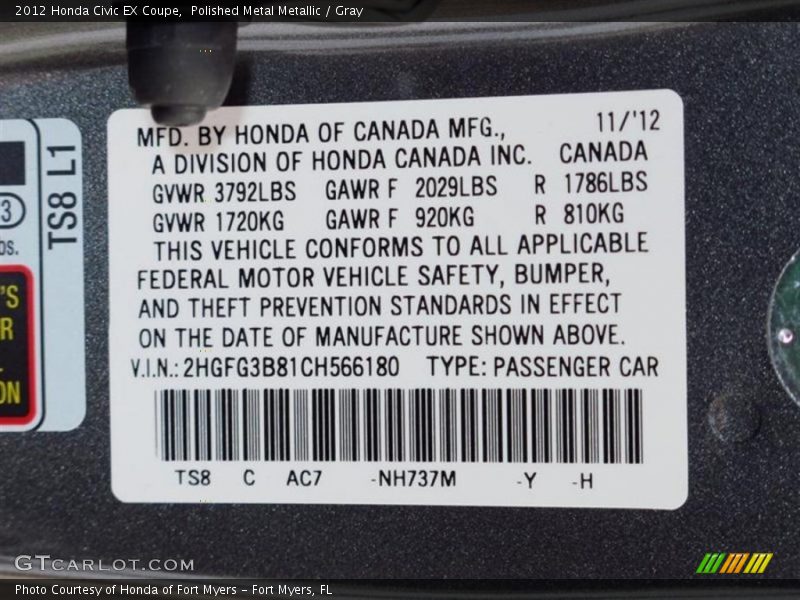 2012 Honda Civic EX Coupe, Polished Metal Metallic / Gray
MFD. BY HONDA OF CANADA MFG., 11/'12
A DIVISION OF HONDA CANADA INC. CANADA
GVWR 3792LBS GAWR F 2029LBS R 1786LBS
GVWR 1720KG GAWR F 920KG R 810KG
THIS VEHICLE CONFORMS TO ALL APPLICABLE
FEDERAL MOTOR VEHICLE SAFETY, BUMPER,
AND THEFT PREVENTION STANDARDS IN EFFECT
ON THE DATE OF MANUFACTURE SHOWN ABOVE.
V.I.N.: 2HGFG3B81CH566180 TYPE: PASSENGER CAR
TS8 C AC7 -NH737M -Y -H
TS8 L1
3
'S
R
ON
GTCARLOT.COM
Photo Courtesy of Honda of Fort Myers - Fort Myers, FL